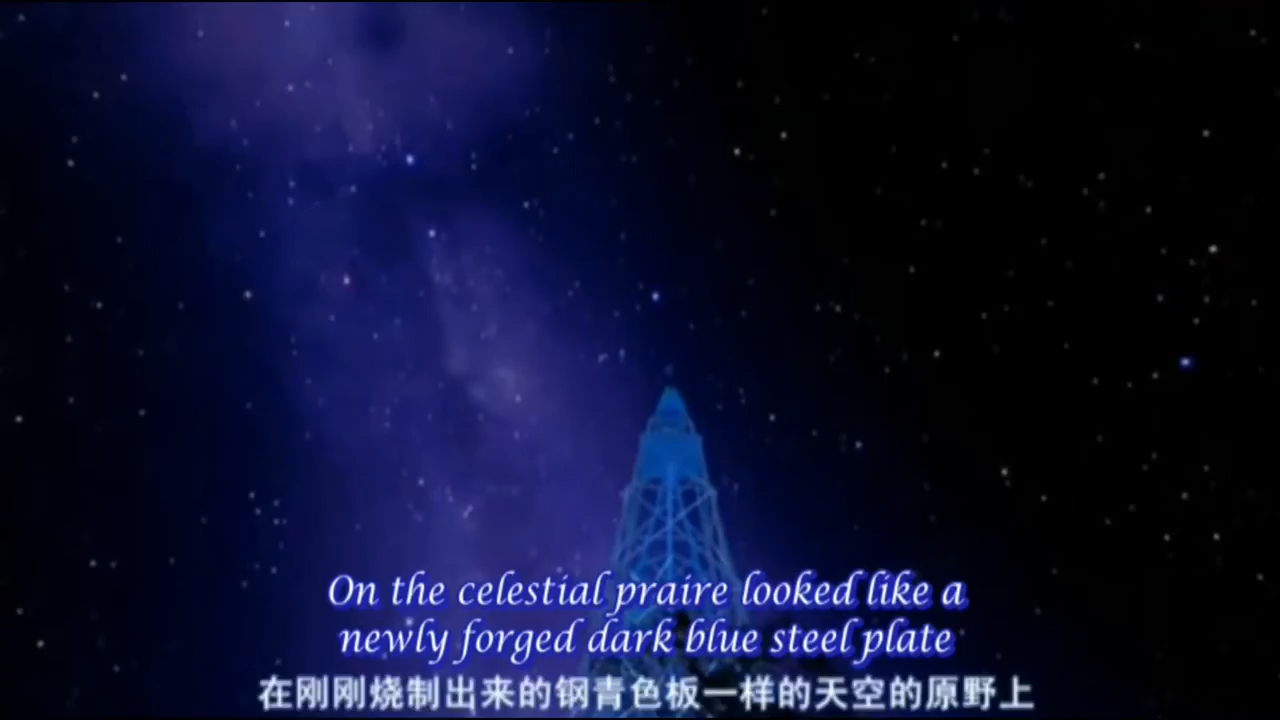 On the celestial praire looked like a
newly forged dark blue steel plate
在刚刚烧制出来的钢青色板一样的天空的原野上